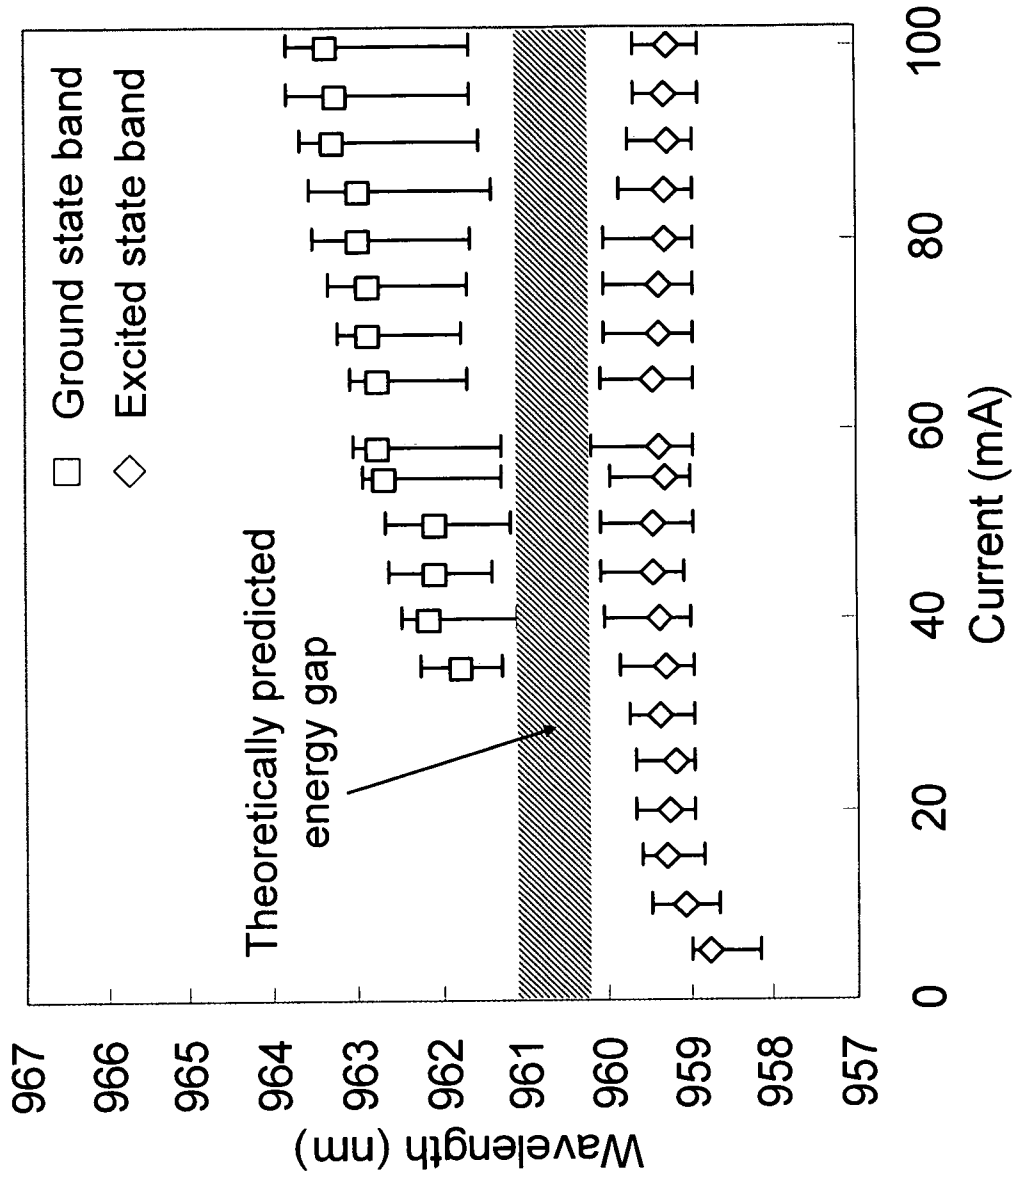 Ground state band
Excited state band
Theoretically predicted
energy gap
967
966
965
964
963
962
961
960
959
958
957
Wavelength (nm)
0
20
40
60
80
100
Current (mA)